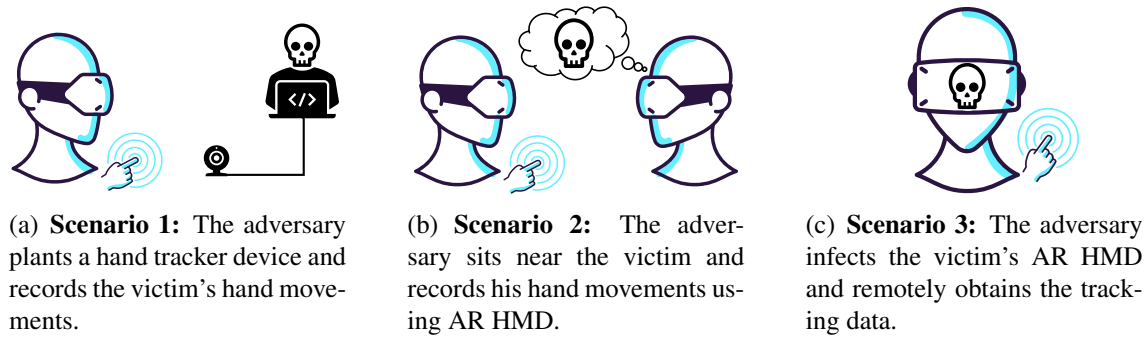 </>
(a) Scenario 1: The adversary
plants a hand tracker device and
records the victim's hand move-
ments.
(b) Scenario 2: The adver-
sary sits near the victim and
records his hand movements us-
ing AR HMD.
(c) Scenario 3: The adversary
infects the victim's AR HMD
and remotely obtains the track-
ing data.